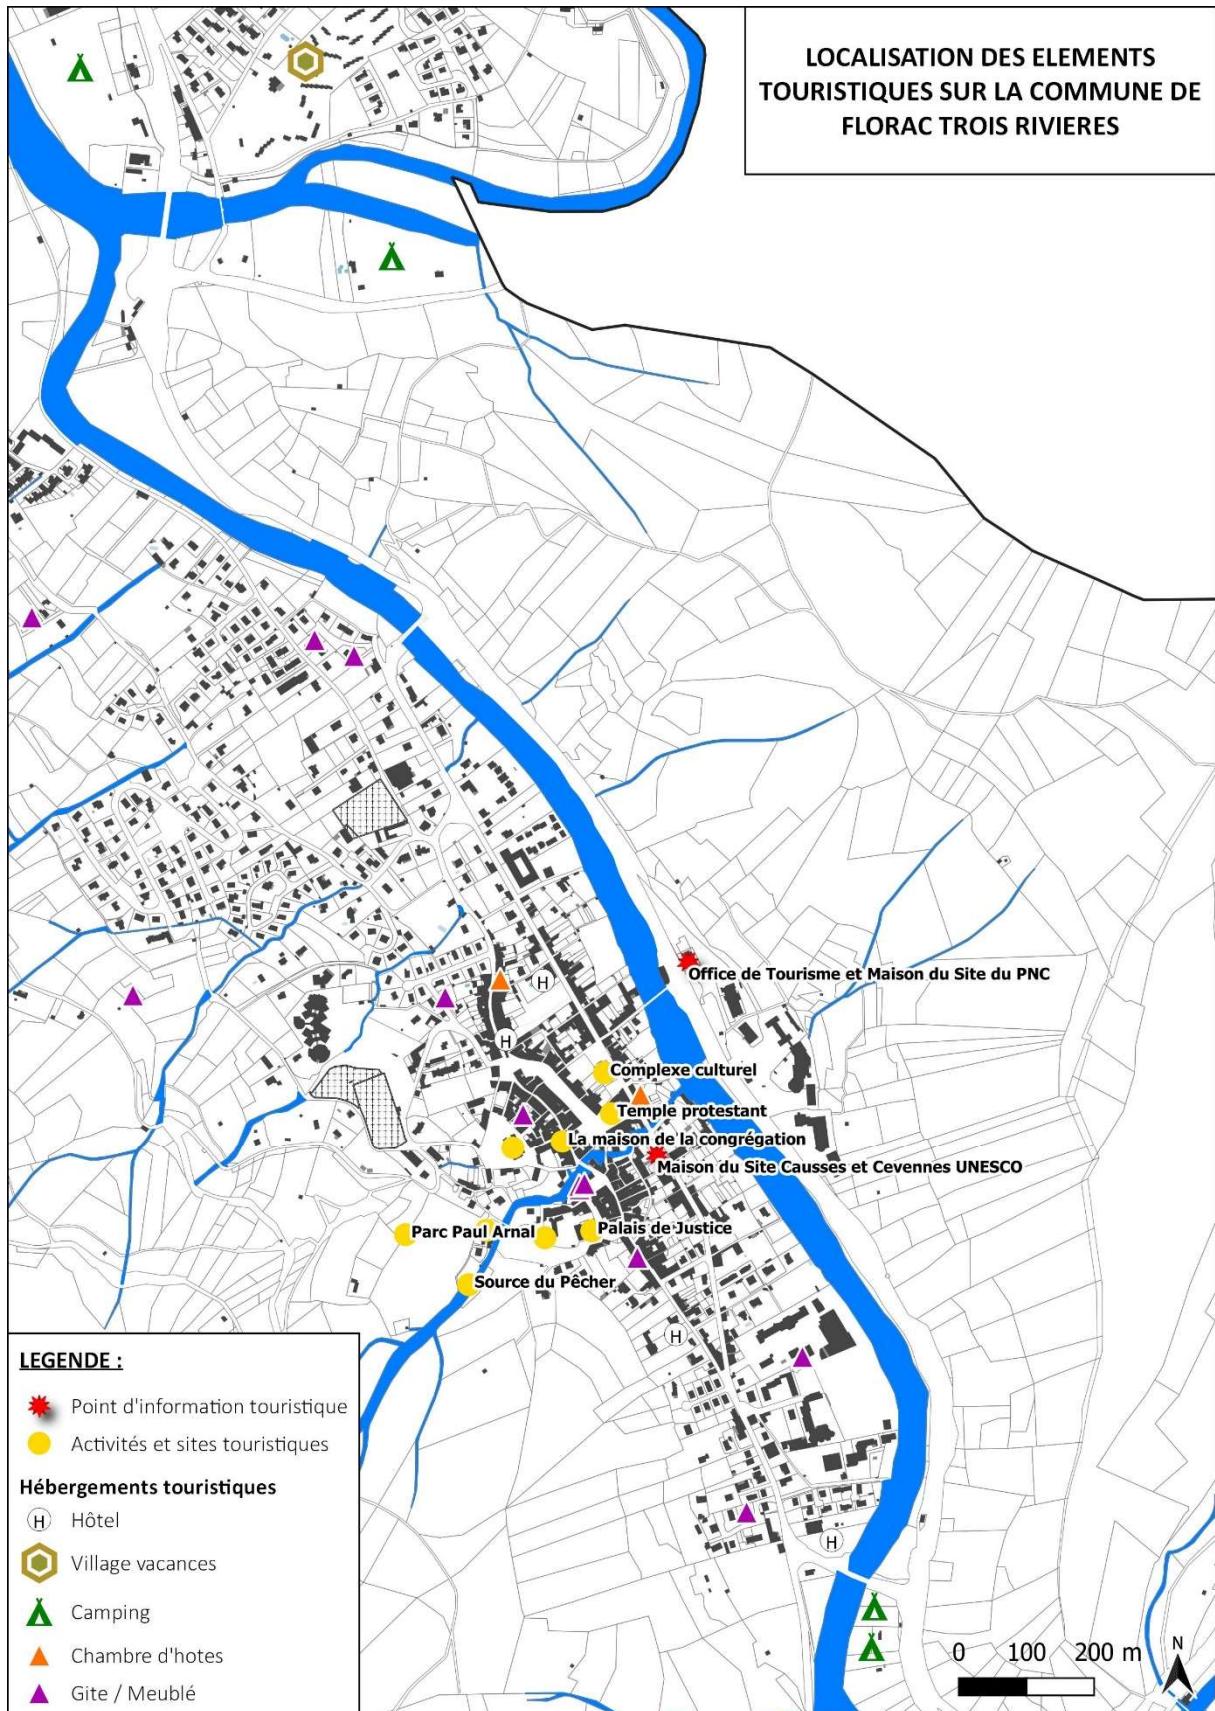 LOCALISATION DES ELEMENTS
TOURISTIQUES SUR LA COMMUNE DE
FLORAC TROIS RIVIERES
Office de Tourisme et Maison du Site du PNC
H
H
Complexe culturel
Temple protestant
La maison de la congrégation
Maison du Site Causses et Cevennes UNESCO
Parc Paul Arnal
Palais de Justice
Source du Pêcher
H
H
LEGENDE :
Point d'information touristique
Activités et sites touristiques
Hébergements touristiques
H Hôtel
Village vacances
Camping
Chambre d'hotes
Gite / Meublé
0 100 200 m
N